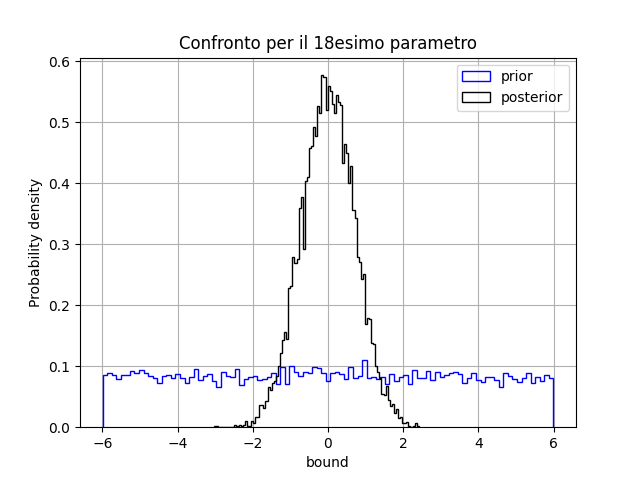 Confronto per il 18esimo parametro
prior
posterior
Probability density
0.6
0.5
0.4
0.3
0.2
0.1
0.0
−6
−4
−2
0
2
4
6
bound